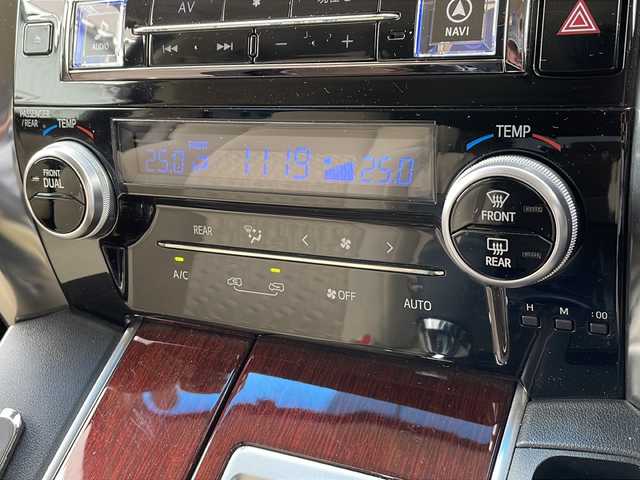 AV
AUDIO
NAVI
PASSENGER
/REAR
TEMP
FRONT
DUAL
25.0
11:19
25.0
TEMP
FRONT
REAR
REAR
A/C
OFF
AUTO
H
M
:00